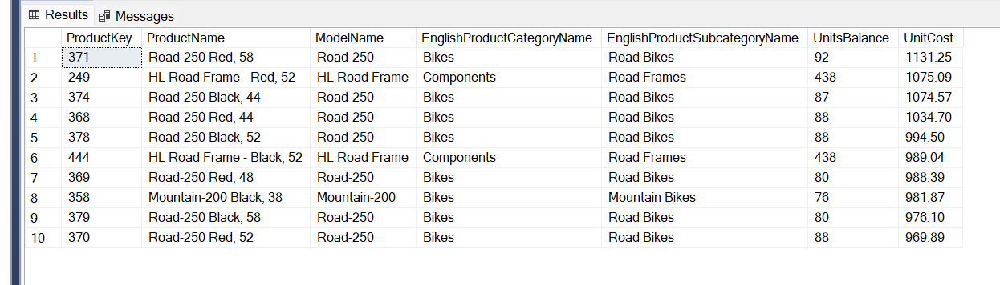 Results Messages
ProductKey ProductName ModelName EnglishProductCategoryName EnglishProductSubcategoryName UnitsBalance UnitCost
1 371 Road-250 Red, 58 Road-250 Bikes Road Bikes 92 1131.25
2 249 HL Road Frame - Red, 52 HL Road Frame Components Road Frames 438 1075.09
3 374 Road-250 Black, 44 Road-250 Bikes Road Bikes 87 1074.57
4 368 Road-250 Red, 44 Road-250 Bikes Road Bikes 88 1034.70
5 378 Road-250 Black, 52 Road-250 Bikes Road Bikes 88 994.50
6 444 HL Road Frame - Black, 52 HL Road Frame Components Road Frames 438 989.04
7 369 Road-250 Red, 48 Road-250 Bikes Road Bikes 80 988.39
8 358 Mountain-200 Black, 38 Mountain-200 Bikes Mountain Bikes 76 981.87
9 379 Road-250 Black, 58 Road-250 Bikes Road Bikes 80 976.10
10 370 Road-250 Red, 52 Road-250 Bikes Road Bikes 88 969.89